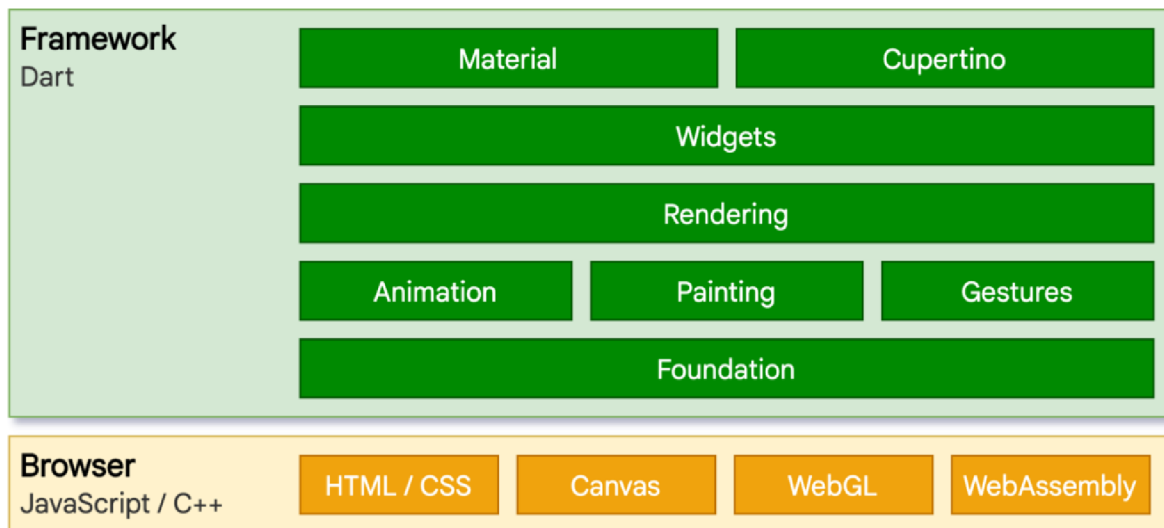 Framework
Dart
Material
Cupertino
Widgets
Rendering
Animation
Painting
Gestures
Foundation
Browser
JavaScript / C++
HTML / CSS
Canvas
WebGL
WebAssembly